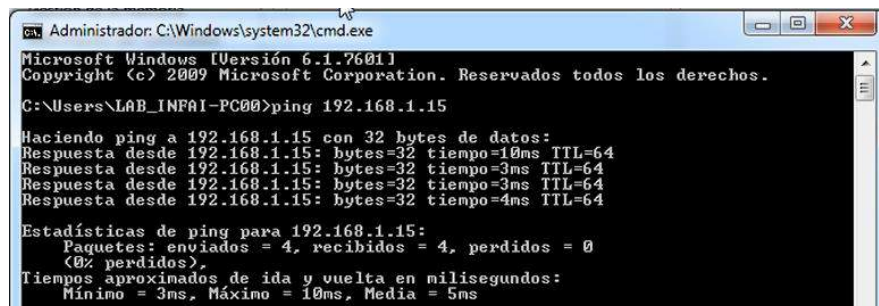 Administrador: C:\Windows\system32\cmd.exe
Microsoft Windows [Versión 6.1.7601]
Copyright (c) 2009 Microsoft Corporation. Reservados todos los derechos.
C:\Users\LAB_INFAI-PC00>ping 192.168.1.15
Haciendo ping a 192.168.1.15 con 32 bytes de datos:
Respuesta desde 192.168.1.15: bytes=32 tiempo=10ms TTL=64
Respuesta desde 192.168.1.15: bytes=32 tiempo=3ms TTL=64
Respuesta desde 192.168.1.15: bytes=32 tiempo=3ms TTL=64
Respuesta desde 192.168.1.15: bytes=32 tiempo=4ms TTL=64
Estadísticas de ping para 192.168.1.15:
Paquetes: enviados = 4, recibidos = 4, perdidos = 0
(0% perdidos),
Tiempos aproximados de ida y vuelta en milisegundos:
Mínimo = 3ms, Máximo = 10ms, Media = 5ms